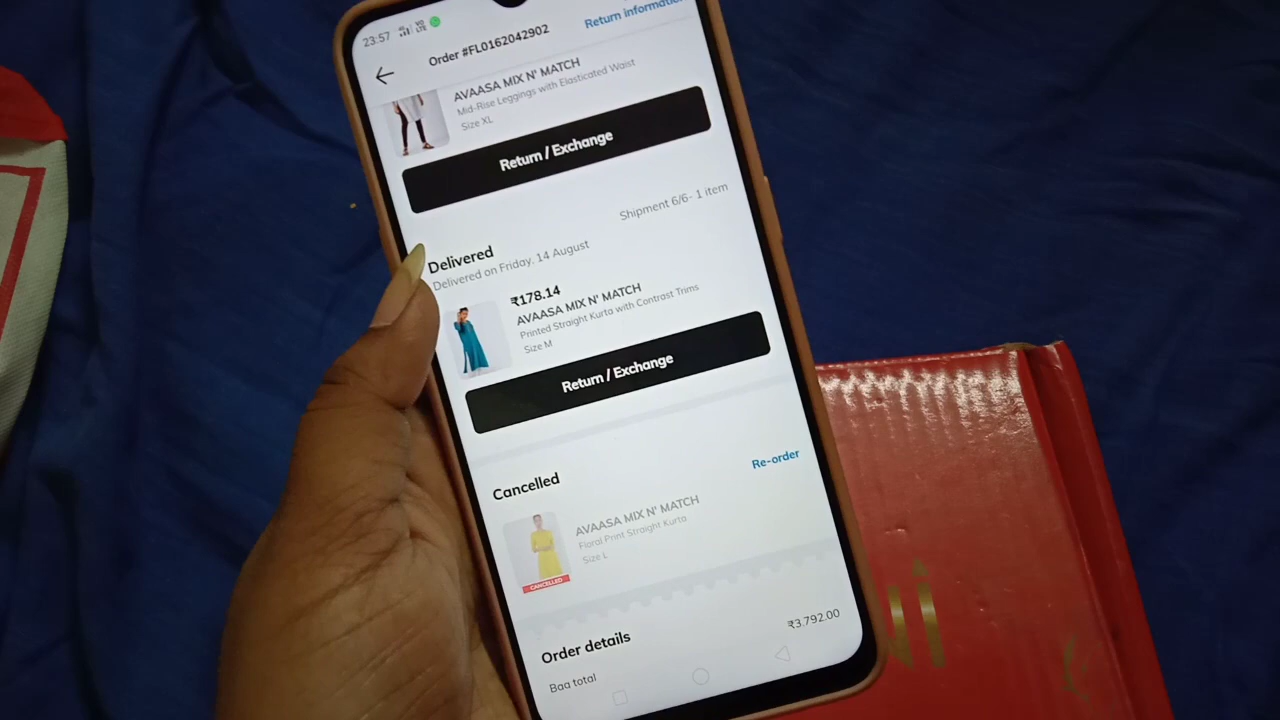 23:57
Return information
Order #FL0162042902
AVAASA MIX N' MATCH
Mid-Rise Leggings with Elasticated Waist
Size XL
Return / Exchange
Shipment 6/6- 1 item
Delivered
Delivered on Friday, 14 August
₹178.14
AVAASA MIX N' MATCH
Printed Straight Kurta with Contrast Trims
Size M
Return / Exchange
Cancelled
Re-order
AVAASA MIX N' MATCH
Floral Print Straight Kurta
Size L
CANCELLED
Order details
Bag total
₹3,792.00